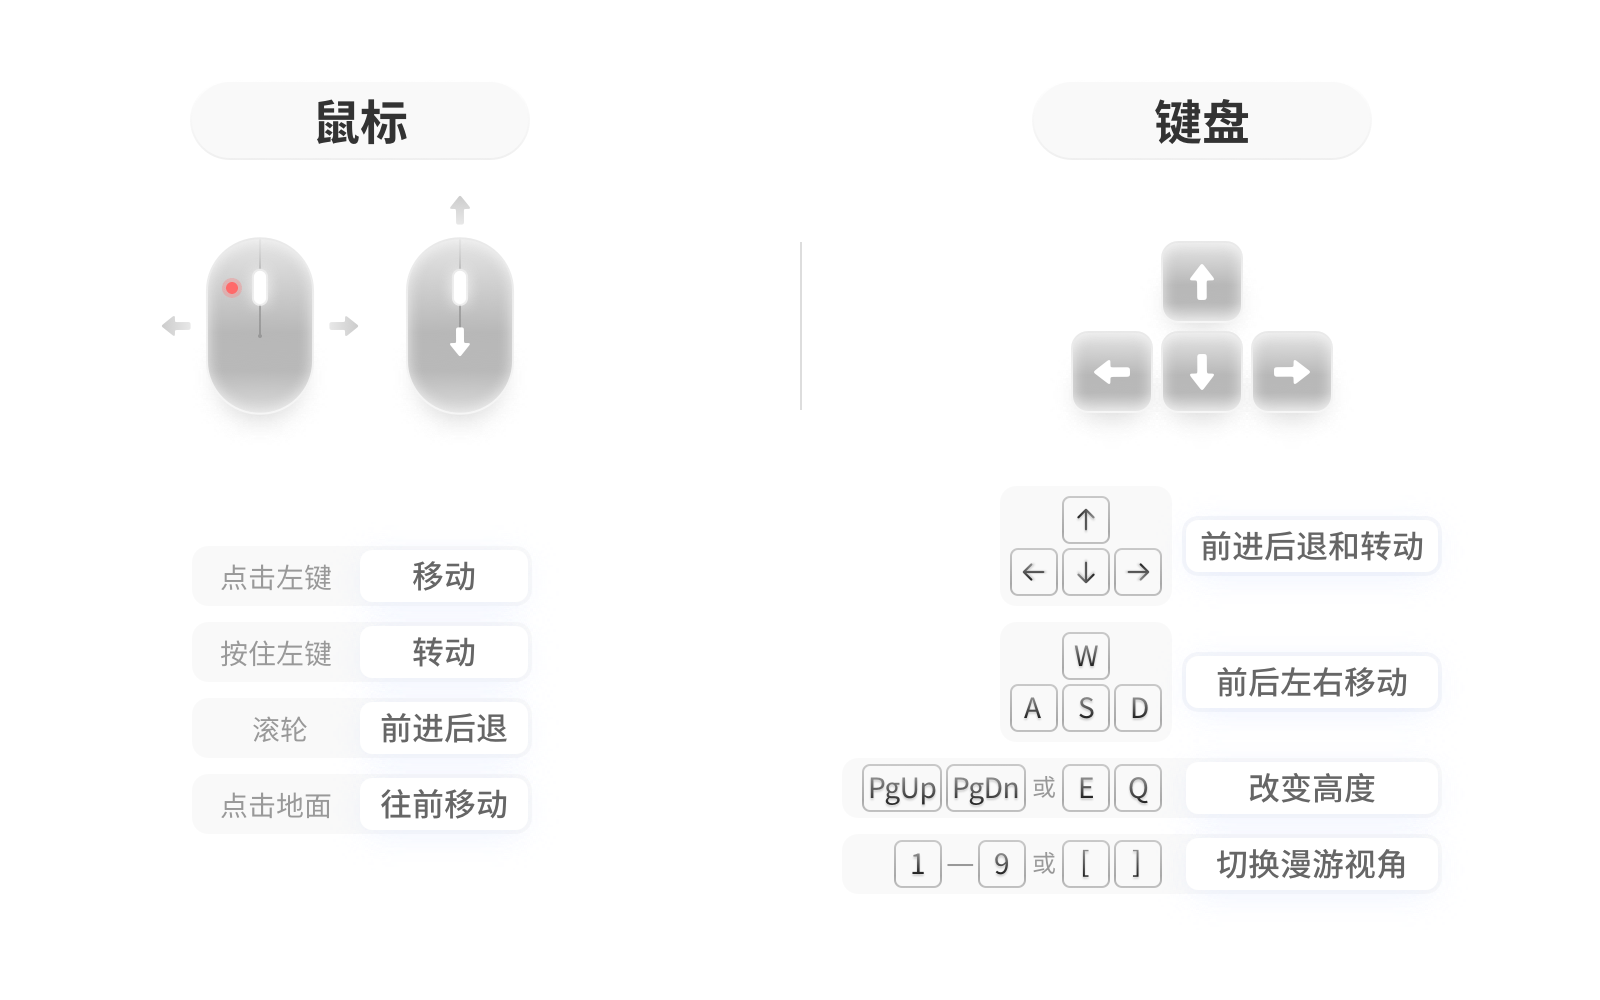 鼠标
点击左键 移动
按住左键 转动
滚轮 前进后退
点击地面 往前移动
键盘
↑
← ↓ → 前进后退和转动
W
A S D 前后左右移动
PgUp PgDn 或 E Q 改变高度
1 — 9 或 [ ] 切换漫游视角